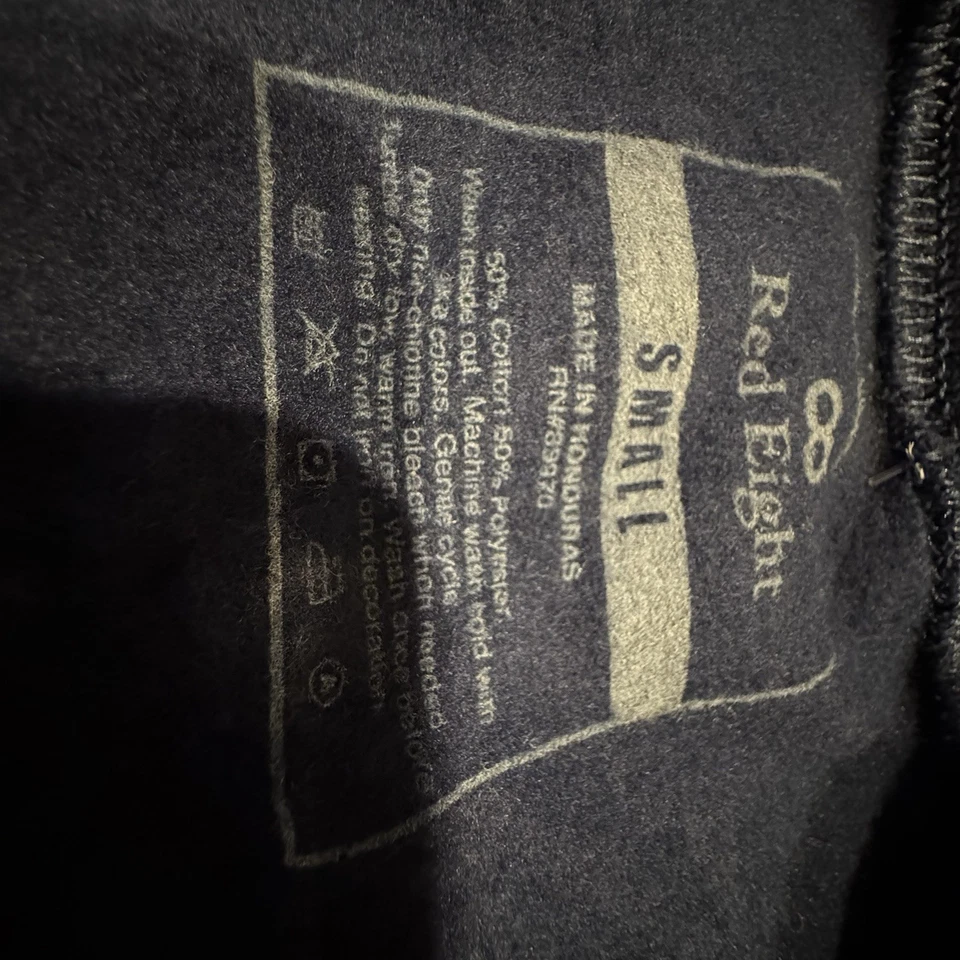 8
Red Eight
SMALL
MADE IN HONDURAS
RN#93970
50% Cotton 50% Polyester
Wash inside out. Machine wash cold with
like colors. Gentle cycle
Only non-chlorine bleach when needed
Tumble dry low, warm iron, wash once before
wearing. Do not iron on decoration